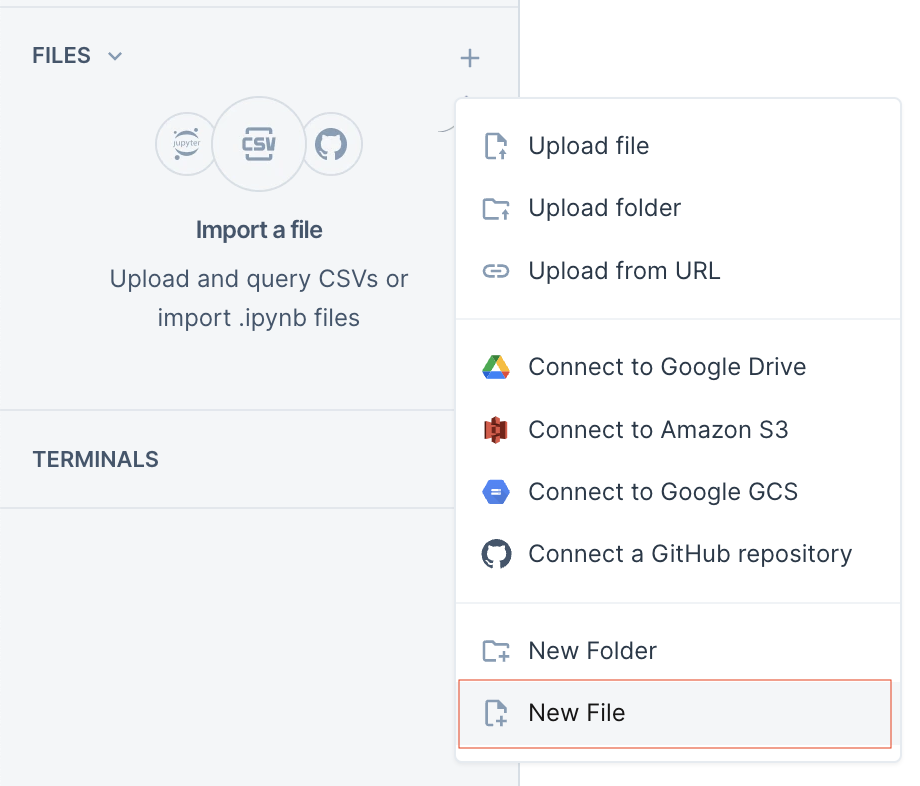 FILES
jupyter
CSV
Import a file
Upload and query CSVs or
import .ipynb files
TERMINALS
Upload file
Upload folder
Upload from URL
Connect to Google Drive
Connect to Amazon S3
Connect to Google GCS
Connect a GitHub repository
New Folder
New File